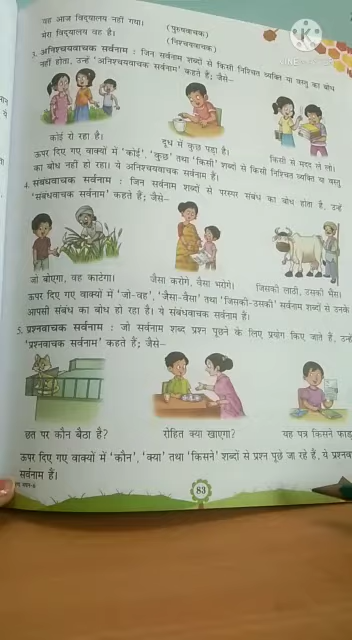 वह आज विद्यालय नहीं गया। (पुरुषवाचक)
मेरा विद्यालय वह है। (निश्चयवाचक)
3. अनिश्चयवाचक सर्वनाम : जिन सर्वनाम शब्दों से किसी निश्चित व्यक्ति या वस्तु का बोध
नहीं होता, उन्हें 'अनिश्चयवाचक सर्वनाम' कहते हैं; जैसे–
कोई रो रहा है। दूध में कुछ पड़ा है। किसी से मदद ले लो।
ऊपर दिए गए वाक्यों में 'कोई', 'कुछ' तथा 'किसी' शब्दों से किसी निश्चित व्यक्ति या वस्तु
का बोध नहीं हो रहा। ये अनिश्चयवाचक सर्वनाम हैं।
4. संबंधवाचक सर्वनाम : जिन सर्वनाम शब्दों से परस्पर संबंध का बोध होता है, उन्हें
'संबंधवाचक सर्वनाम' कहते हैं; जैसे–
जो बोएगा, वह काटेगा। जैसा करोगे, वैसा भरोगे। जिसकी लाठी, उसकी भैंस।
ऊपर दिए गए वाक्यों में 'जो-वह', 'जैसा-वैसा' तथा 'जिसकी-उसकी' सर्वनाम शब्दों से उनके
आपसी संबंध का बोध हो रहा है। ये संबंधवाचक सर्वनाम हैं।
5. प्रश्नवाचक सर्वनाम : जो सर्वनाम शब्द प्रश्न पूछने के लिए प्रयोग किए जाते हैं, उन्हें
'प्रश्नवाचक सर्वनाम' कहते हैं; जैसे–
छत पर कौन बैठा है? रोहित क्या खाएगा? यह पत्र किसने फाड़
ऊपर दिए गए वाक्यों में 'कौन', 'क्या' तथा 'किसने' शब्दों से प्रश्न पूछे जा रहे हैं, ये प्रश्नव
सर्वनाम हैं।
83